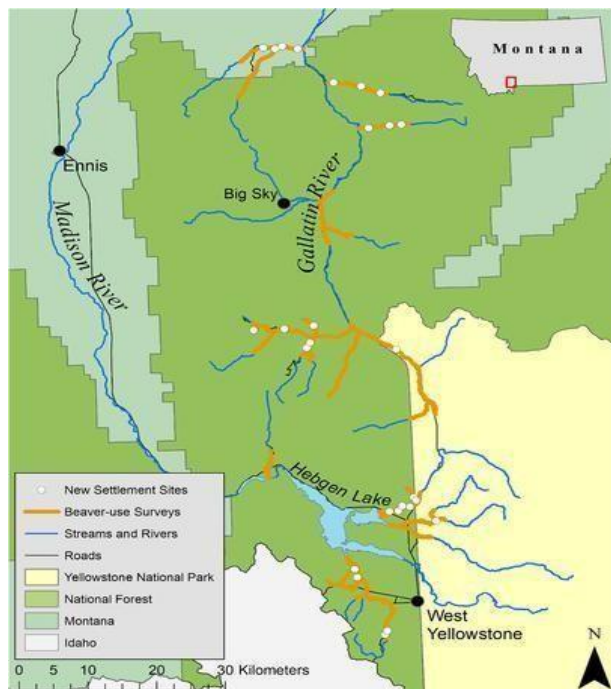 Montana
Ennis
Big Sky
Gallatin River
Madison River
Hebgen Lake
New Settlement Sites
Beaver-use Surveys
Streams and Rivers
Roads
Yellowstone National Park
National Forest
Montana
Idaho
West
Yellowstone
N
0 5 10 20 30 Kilometers